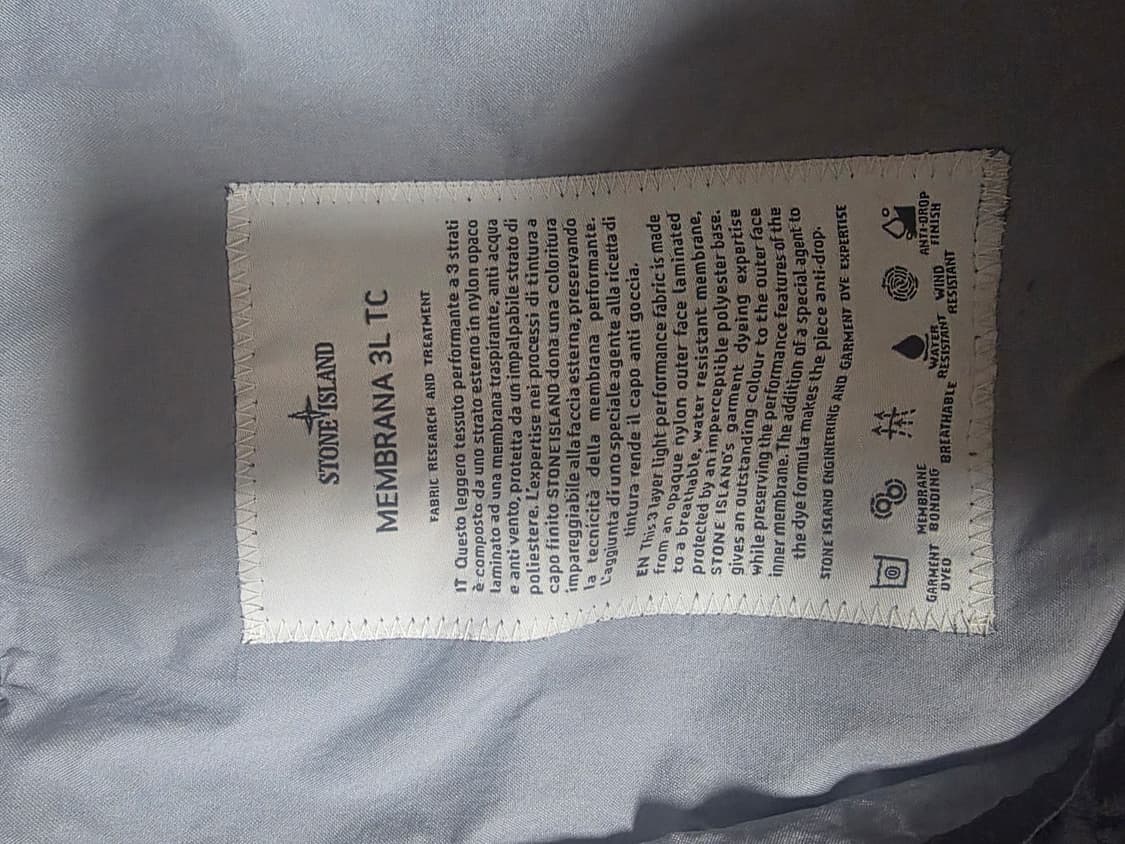 STONE ISLAND
MEMBRANA 3L TC
FABRIC RESEARCH AND TREATMENT
IT Questo leggero tessuto performante a 3 strati
è composto da uno strato esterno in nylon opaco
laminato ad una membrana traspirante, anti acqua
e anti vento, protetta da un impalpabile strato di
poliestere. L'expertise nei processi di tintura a
capo finito STONE ISLAND dona una coloritura
impareggiabile alla faccia esterna, preservando
la tecnicità della membrana performante.
L'aggiunta di uno speciale agente alla ricetta di
tintura rende il capo anti goccia.
EN This 3 layer light performance fabric is made
from an opaque nylon outer face laminated
to a breathable, water resistant membrane,
protected by an imperceptible polyester base.
STONE ISLAND's garment dyeing expertise
gives an outstanding colour to the outer face
while preserving the performance features of the
inner membrane. The addition of a special agent to
the dye formula makes the piece anti-drop.
STONE ISLAND ENGINEERING AND GARMENT DYE EXPERTISE
GARMENT DYED
MEMBRANE BONDING
BREATHABLE
WATER RESISTANT
WIND RESISTANT
ANTI-DROP FINISH